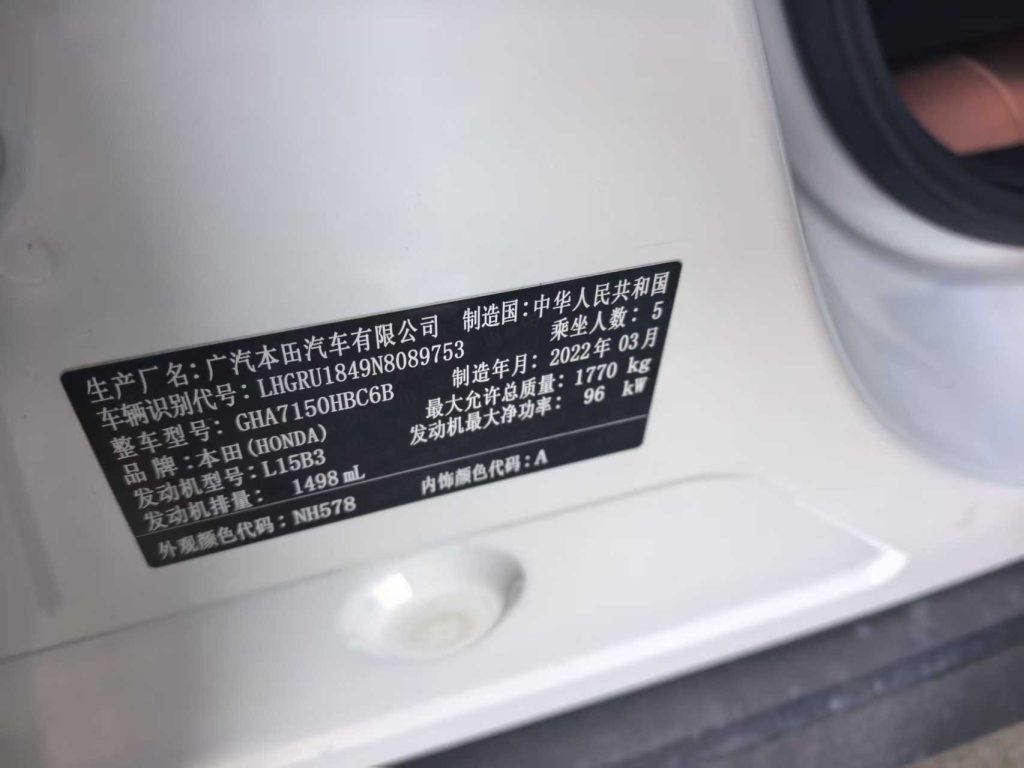 生产厂名：广汽本田汽车有限公司 制造国：中华人民共和国
车辆识别代号：LHGRU1849N8089753 乘坐人数：5
整车型号：GHA7150HBC6B 制造年月：2022年03月
品牌：本田(HONDA) 最大允许总质量：1770 kg
发动机型号：L15B3 发动机最大净功率：96 kW
发动机排量：1498 mL
外观颜色代码：NH578 内饰颜色代码：A